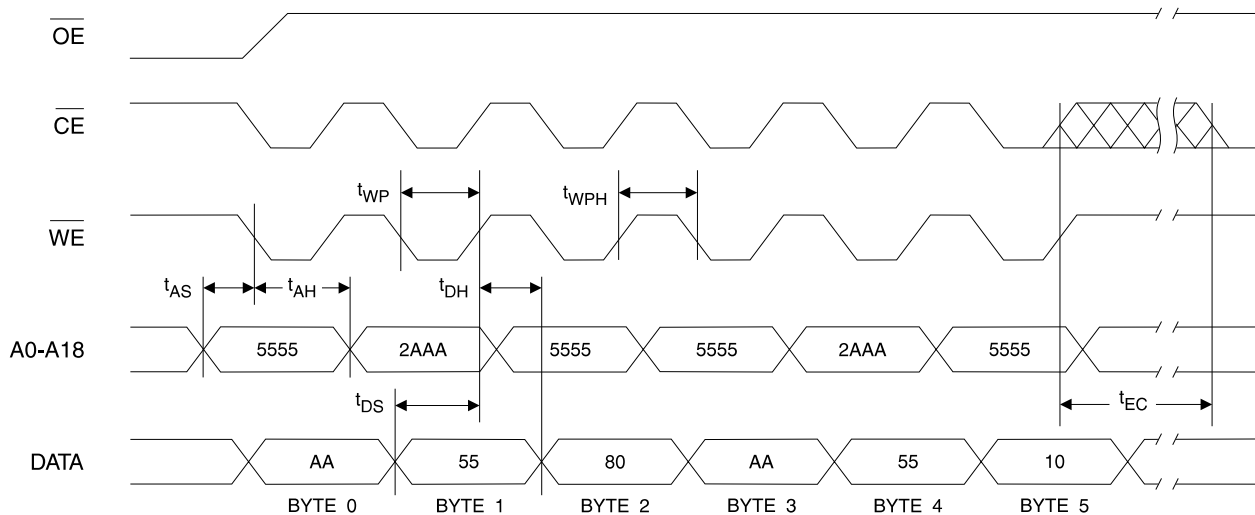 OE
CE
tWP
tWPH
WE
tAS
tAH
tDH
A0-A18
5555
2AAA
5555
5555
2AAA
5555
tDS
tEC
DATA
AA
55
80
AA
55
10
BYTE 0
BYTE 1
BYTE 2
BYTE 3
BYTE 4
BYTE 5